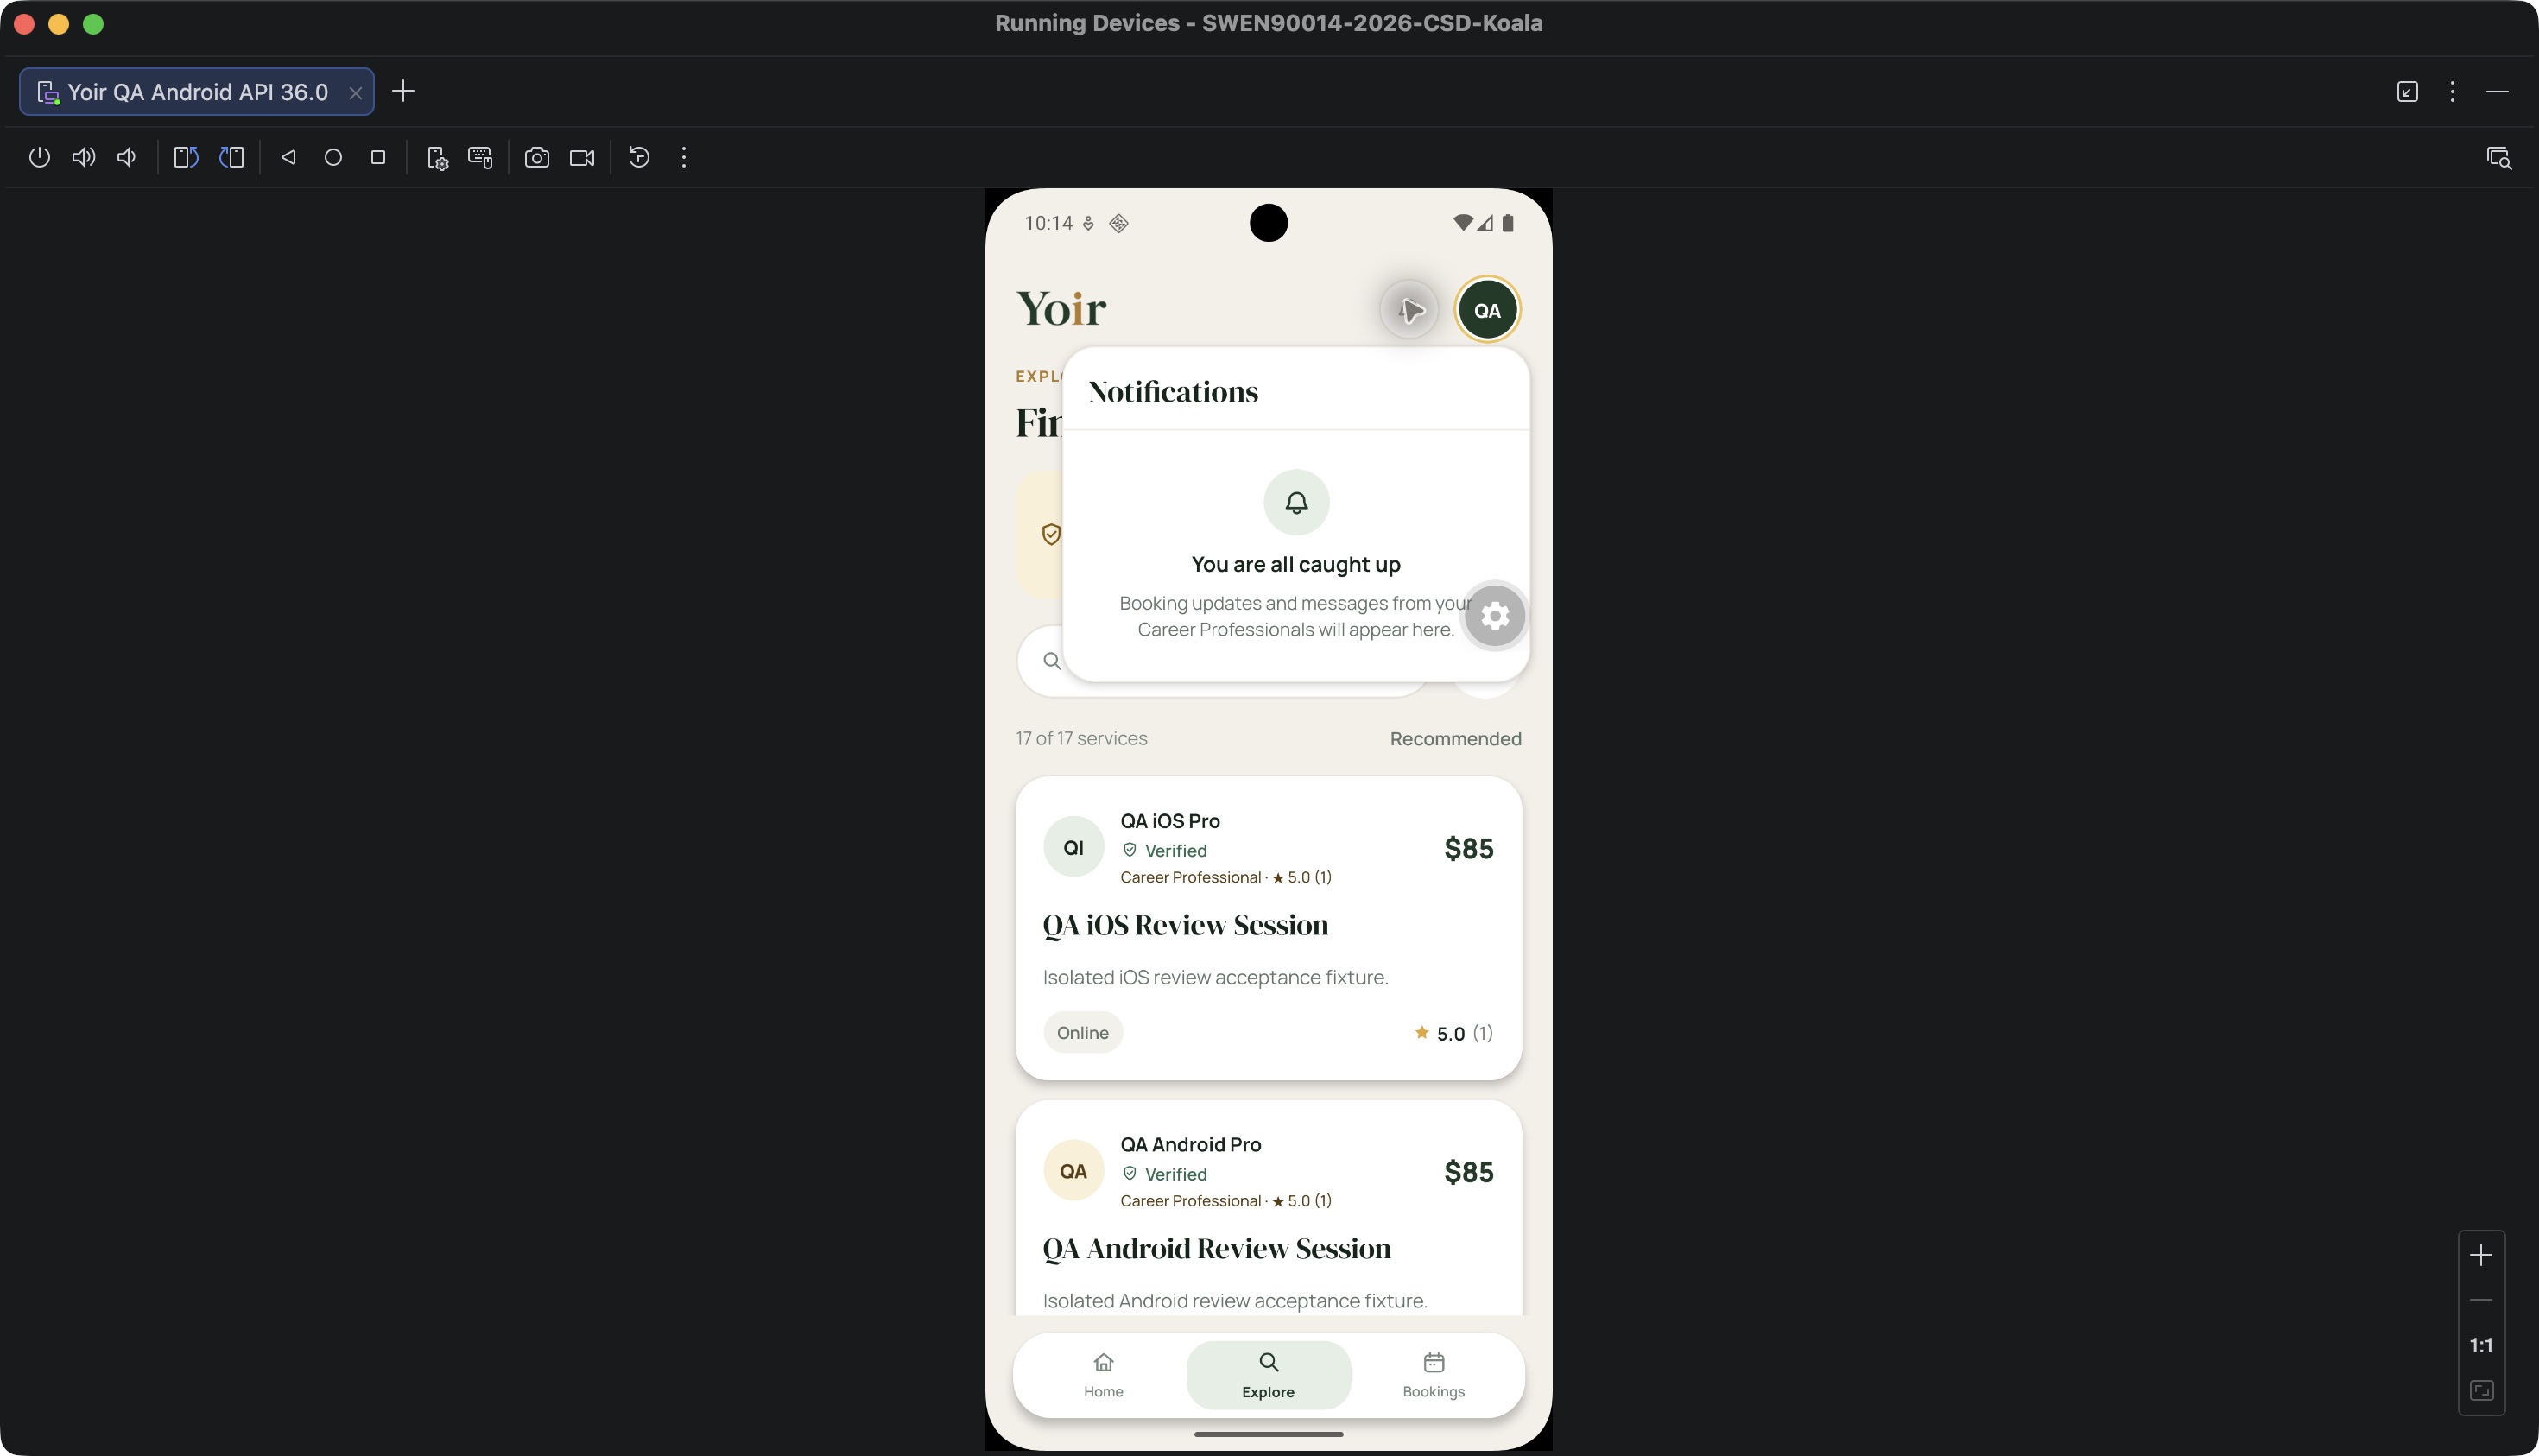 Running Devices - SWEN90014-2026-CSD-Koala
Yoir QA Android API 36.0
10:14
Yoir
QA
EXPL
Fin
Notifications
You are all caught up
Booking updates and messages from your
Career Professionals will appear here.
17 of 17 services
Recommended
QI
QA iOS Pro
Verified
Career Professional · ★ 5.0 (1)
$85
QA iOS Review Session
Isolated iOS review acceptance fixture.
Online
★ 5.0 (1)
QA
QA Android Pro
Verified
Career Professional · ★ 5.0 (1)
$85
QA Android Review Session
Isolated Android review acceptance fixture.
Home
Explore
Bookings
1:1